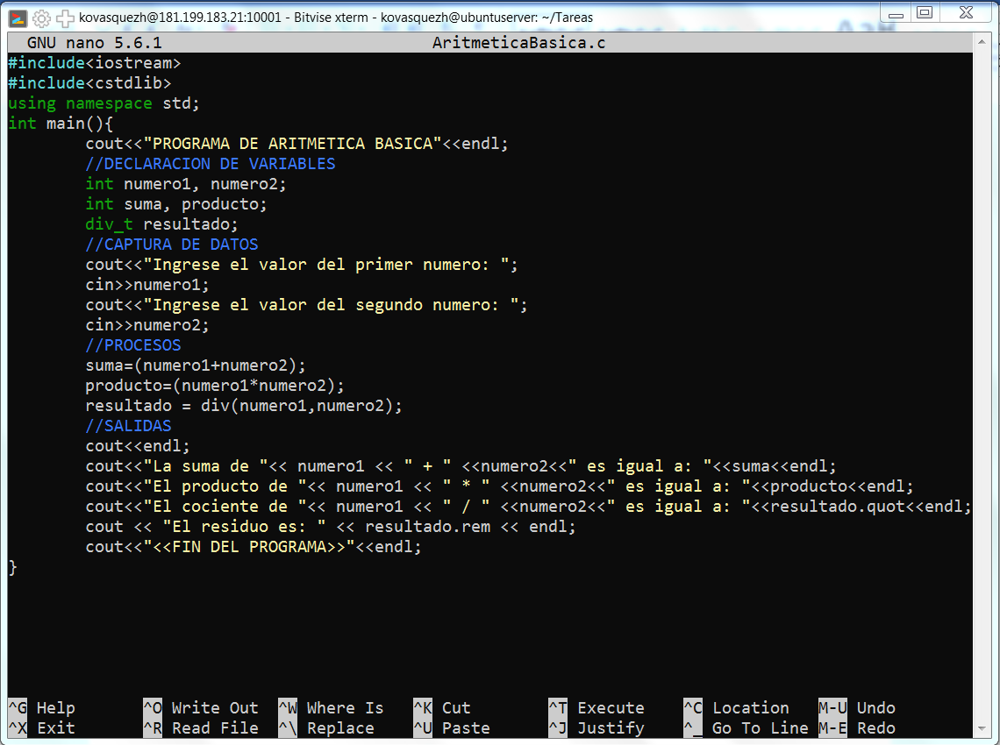 kovasquezh@181.199.183.21:10001 - Bitvise xterm - kovasquezh@ubuntuserver: ~/Tareas
GNU nano 5.6.1 AritmeticaBasica.c
#include<iostream>
#include<cstdlib>
using namespace std;
int main(){
cout<<"PROGRAMA DE ARITMETICA BASICA"<<endl;
//DECLARACION DE VARIABLES
int numero1, numero2;
int suma, producto;
div_t resultado;
//CAPTURA DE DATOS
cout<<"Ingrese el valor del primer numero: ";
cin>>numero1;
cout<<"Ingrese el valor del segundo numero: ";
cin>>numero2;
//PROCESOS
suma=(numero1+numero2);
producto=(numero1*numero2);
resultado = div(numero1,numero2);
//SALIDAS
cout<<endl;
cout<<"La suma de "<< numero1 << " + " <<numero2<<" es igual a: "<<suma<<endl;
cout<<"El producto de "<< numero1 << " * " <<numero2<<" es igual a: "<<producto<<endl;
cout<<"El cociente de "<< numero1 << " / " <<numero2<<" es igual a: "<<resultado.quot<<endl;
cout << "El residuo es: " << resultado.rem << endl;
cout<<"<<FIN DEL PROGRAMA>>"<<endl;
}
^G Help ^O Write Out ^W Where Is ^K Cut ^T Execute ^C Location M-U Undo
^X Exit ^R Read File ^\ Replace ^U Paste ^J Justify ^_ Go To Line M-E Redo